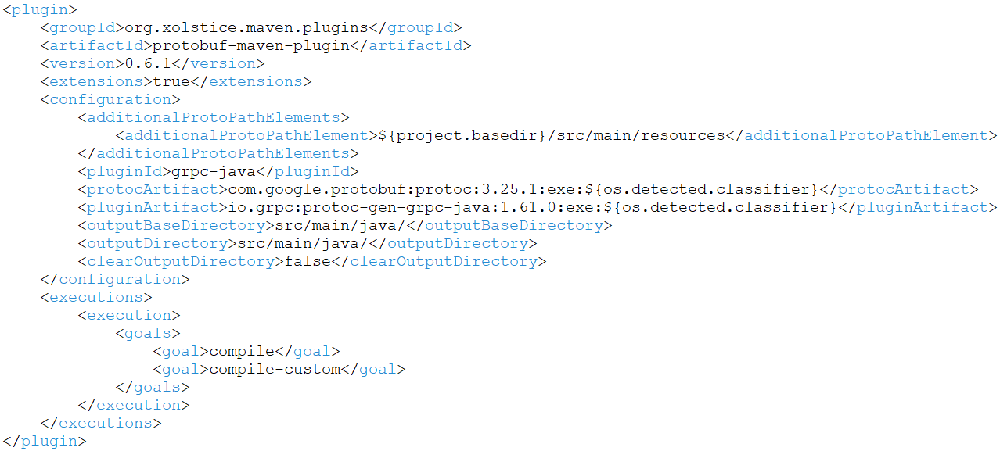 <plugin>
    <groupId>org.xolstice.maven.plugins</groupId>
    <artifactId>protobuf-maven-plugin</artifactId>
    <version>0.6.1</version>
    <extensions>true</extensions>
    <configuration>
        <additionalProtoPathElements>
            <additionalProtoPathElement>${project.basedir}/src/main/resources</additionalProtoPathElement>
        </additionalProtoPathElements>
        <pluginId>grpc-java</pluginId>
        <protocArtifact>com.google.protobuf:protoc:3.25.1:exe:${os.detected.classifier}</protocArtifact>
        <pluginArtifact>io.grpc:protoc-gen-grpc-java:1.61.0:exe:${os.detected.classifier}</pluginArtifact>
        <outputBaseDirectory>src/main/java/</outputBaseDirectory>
        <outputDirectory>src/main/java/</outputDirectory>
        <clearOutputDirectory>false</clearOutputDirectory>
    </configuration>
    <executions>
        <execution>
            <goals>
                <goal>compile</goal>
                <goal>compile-custom</goal>
            </goals>
        </execution>
    </executions>
</plugin>